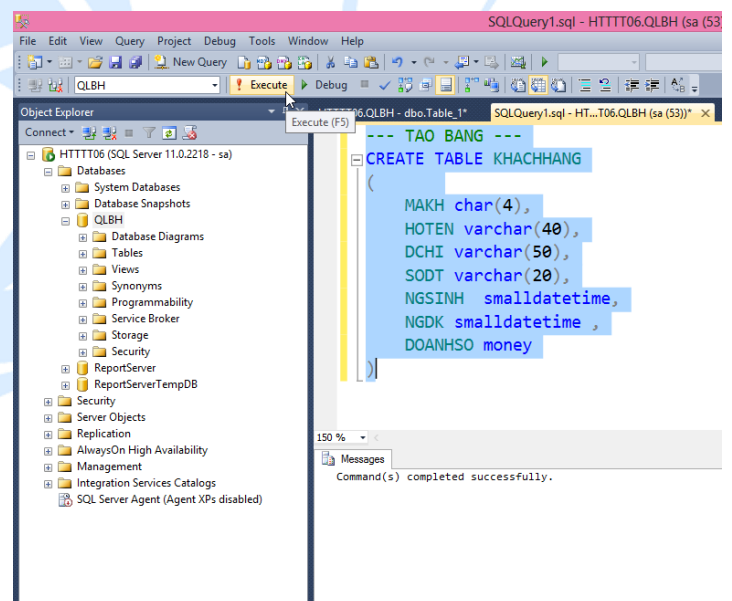 SQLQuery1.sql - HTTTT06.QLBH (sa (53)
File Edit View Query Project Debug Tools Window Help
New Query
QLBH Execute Debug
Object Explorer
Connect
HTTTT06 (SQL Server 11.0.2218 - sa)
Databases
System Databases
Database Snapshots
QLBH
Database Diagrams
Tables
Views
Synonyms
Programmability
Service Broker
Storage
Security
ReportServer
ReportServerTempDB
Security
Server Objects
Replication
AlwaysOn High Availability
Management
Integration Services Catalogs
SQL Server Agent (Agent XPs disabled)
Execute (F5)
06.QLBH - dbo.Table_1* SQLQuery1.sql - HT...T06.QLBH (sa (53))*
--- TAO BANG ---
CREATE TABLE KHACHHANG
(
MAKH char(4),
HOTEN varchar(40),
DCHI varchar(50),
SODT varchar(20),
NGSINH smalldatetime,
NGDK smalldatetime ,
DOANHSO money
)
150 %
Messages
Command(s) completed successfully.